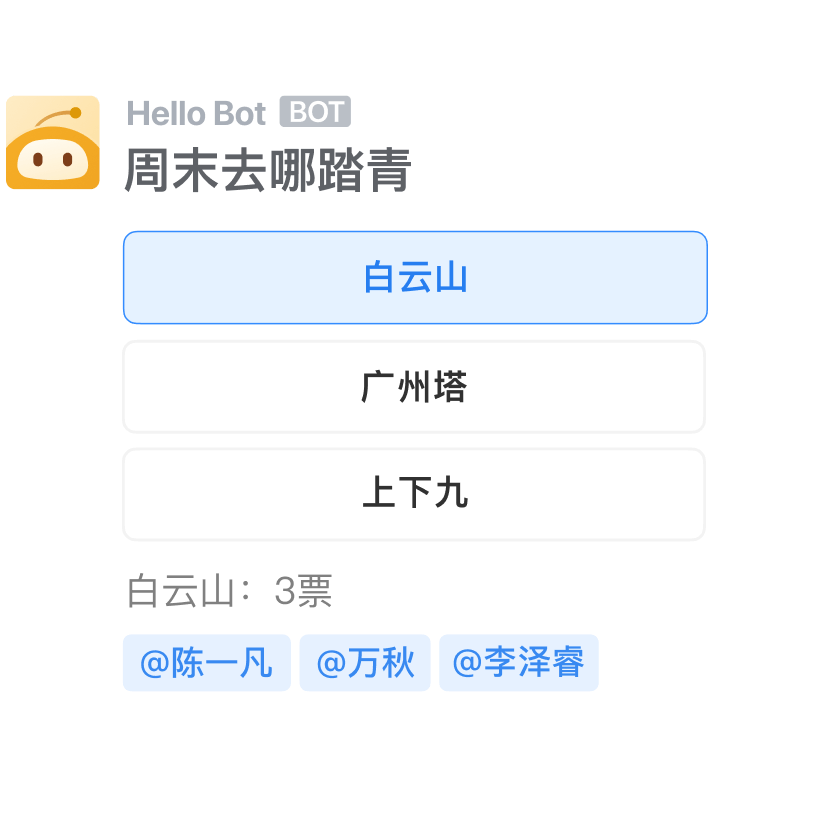 Hello Bot BOT
周末去哪踏青
白云山
广州塔
上下九
白云山：3票
@陈一凡 @万秋 @李泽睿